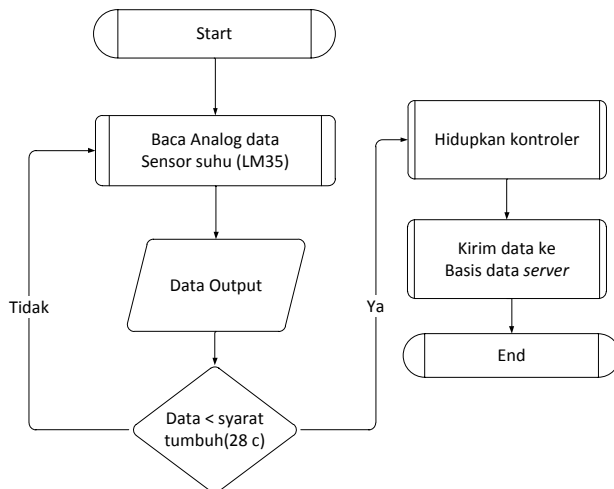 Start
Baca Analog data
Sensor suhu (LM35)
Data Output
Data < syarat
tumbuh(28 c)
Tidak
Ya
Hidupkan kontroler
Kirim data ke
Basis data server
End